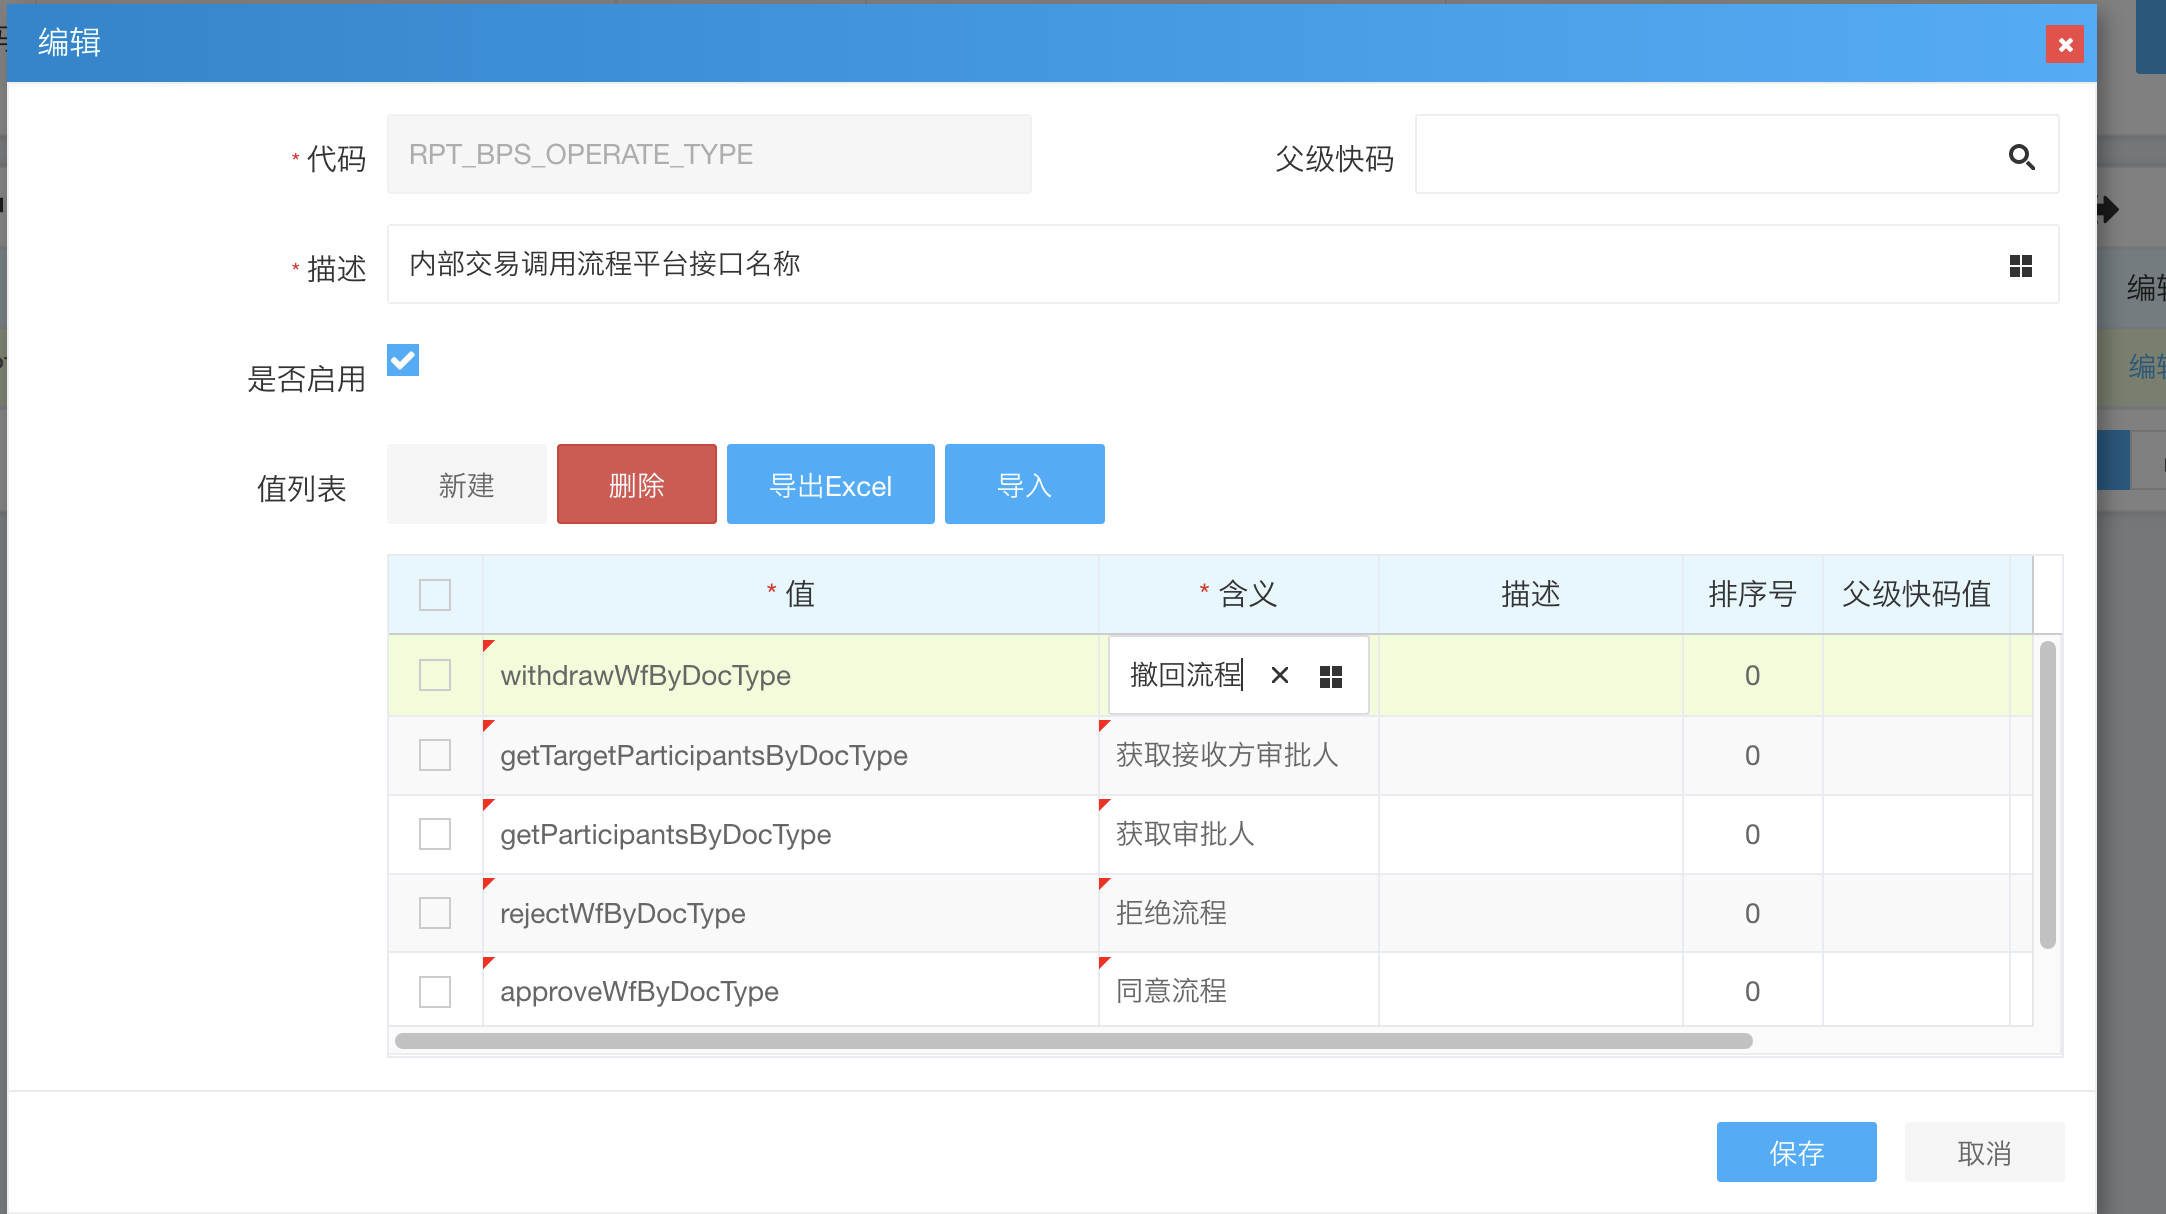 编辑
* 代码 RPT_BPS_OPERATE_TYPE 父级快码
* 描述 内部交易调用流程平台接口名称
是否启用
值列表 新建 删除 导出Excel 导入
* 值 * 含义 描述 排序号 父级快码值
withdrawWfByDocType 撤回流程 0
getTargetParticipantsByDocType 获取接收方审批人 0
getParticipantsByDocType 获取审批人 0
rejectWfByDocType 拒绝流程 0
approveWfByDocType 同意流程 0
保存 取消